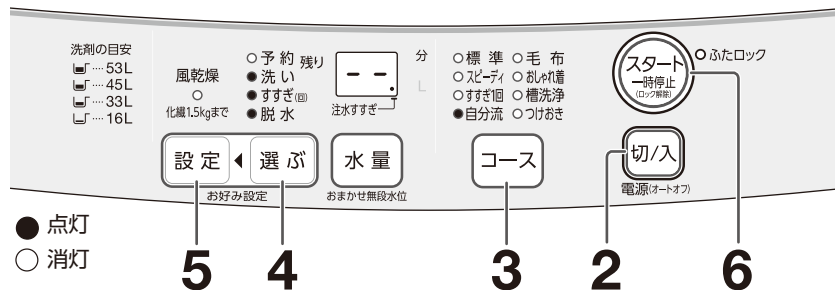 洗剤の目安
53L
45L
33L
16L
風乾燥
化繊1.5kgまで
予約
洗い
すすぎ(回)
脱水
残り
分
L
注水すすぎ
標準
スピーディ
すすぎ1回
自分流
毛布
おしゃれ着
槽洗浄
つけおき
スタート
一時停止
(ロック解除)
ふたロック
設定
選ぶ
お好み設定
水量
おまかせ無段水位
コース
切/入
電源(オートオフ)
点灯
消灯
5
4
3
2
6